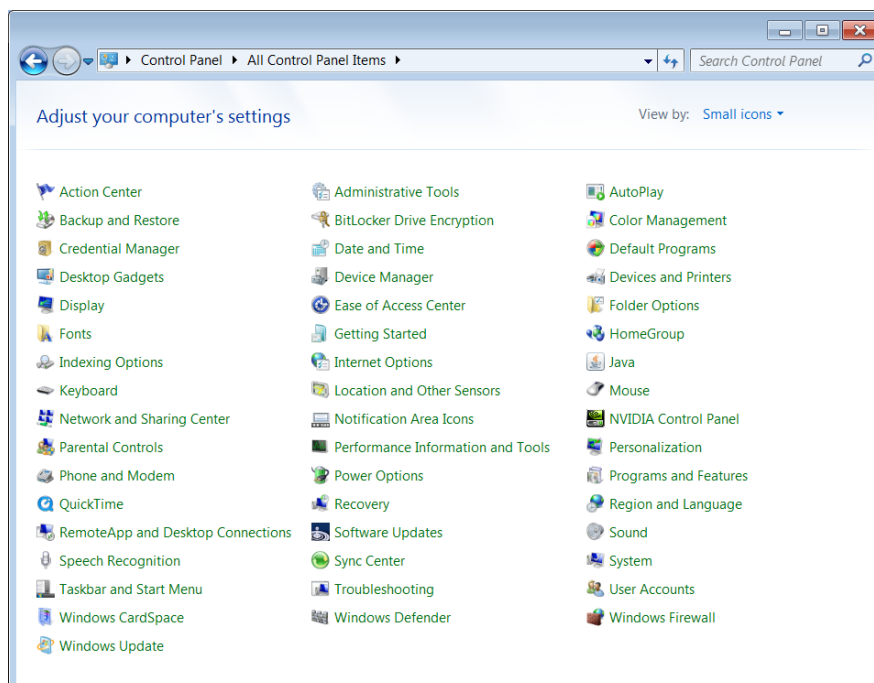 Control Panel All Control Panel Items Search Control Panel
Adjust your computer's settings View by: Small icons
Action Center Administrative Tools AutoPlay
Backup and Restore BitLocker Drive Encryption Color Management
Credential Manager Date and Time Default Programs
Desktop Gadgets Device Manager Devices and Printers
Display Ease of Access Center Folder Options
Fonts Getting Started HomeGroup
Indexing Options Internet Options Java
Keyboard Location and Other Sensors Mouse
Network and Sharing Center Notification Area Icons NVIDIA Control Panel
Parental Controls Performance Information and Tools Personalization
Phone and Modem Power Options Programs and Features
QuickTime Recovery Region and Language
RemoteApp and Desktop Connections Software Updates Sound
Speech Recognition Sync Center System
Taskbar and Start Menu Troubleshooting User Accounts
Windows CardSpace Windows Defender Windows Firewall
Windows Update